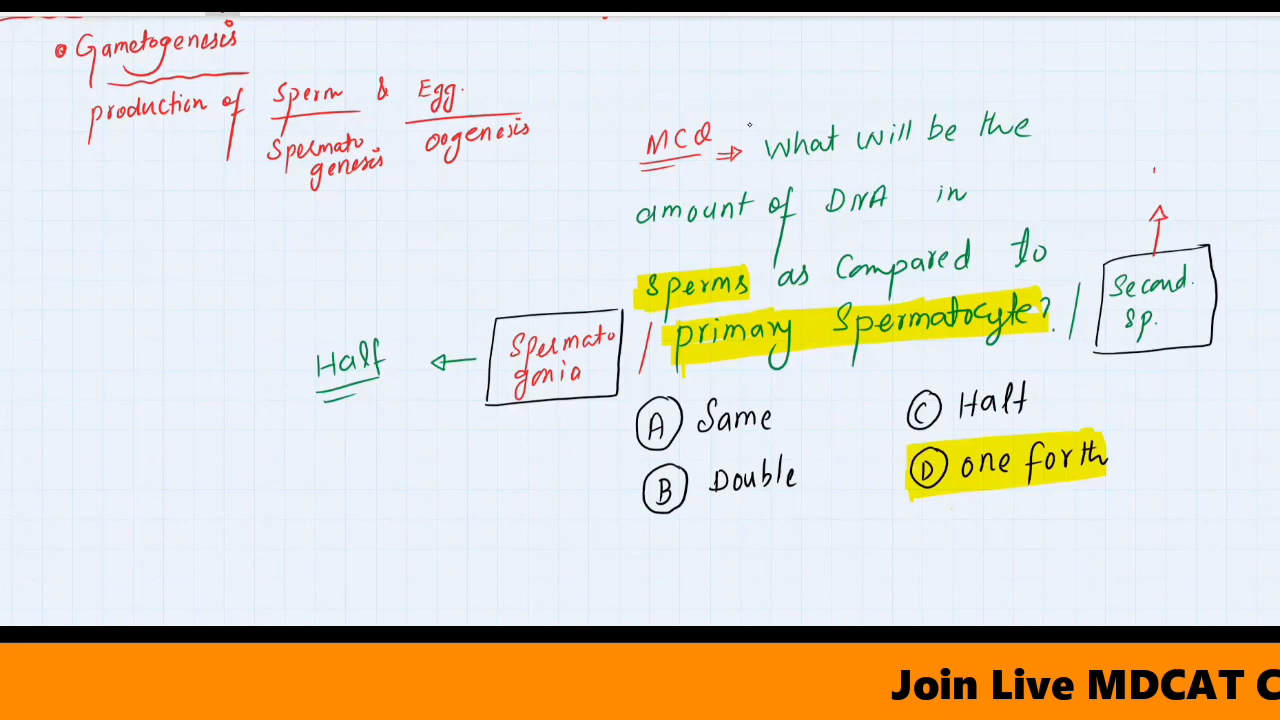 Gametogenesis
production of Sperm & Egg.
Spermato
genesis
oogenesis
MCQ ⇒ What will be the
amount of DNA in
Sperms as Compared to
Spermato
gonia
/ primary Spermatocyte? /
Second.
sp.
Half ←
A Same
B Double
C Half
D one forth
Join Live MDCAT C